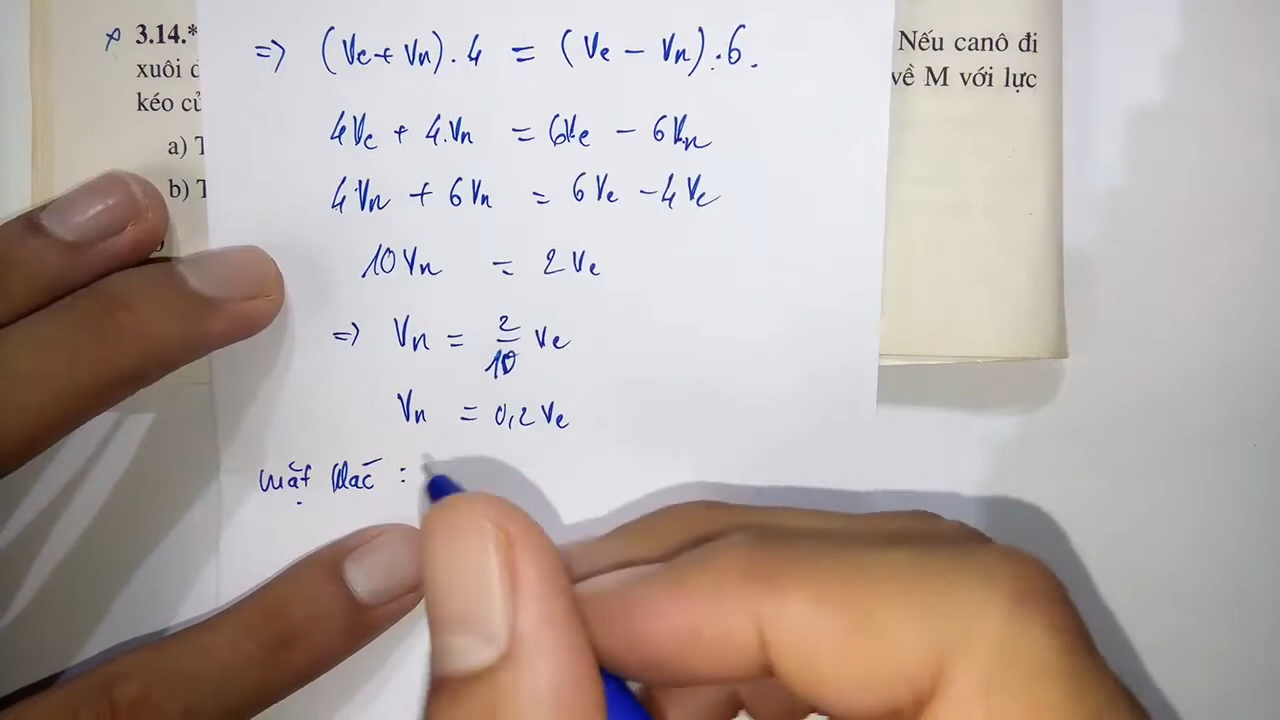 3.14.*
xuôi
kéo củ
a) T
b) T
Nếu canô đi
về M với lực
=> (Vc + Vn).4 = (Vc - Vn).6.
4Vc + 4.Vn = 6Vc - 6Vn
4Vn + 6Vn = 6Vc - 4Vc
10Vn = 2Vc
=> Vn = 2/10 Vc
Vn = 0,2Vc
mặt khác :